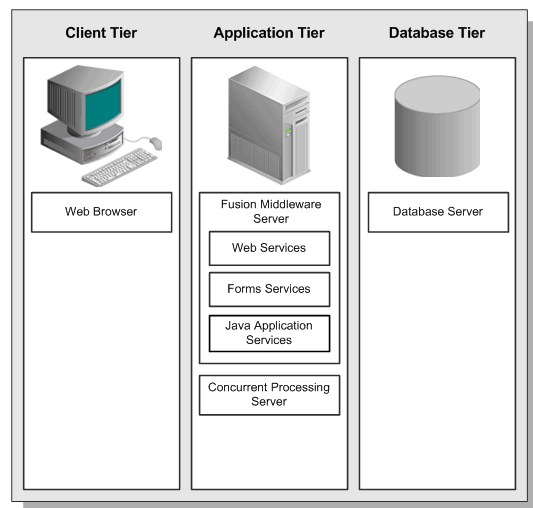 Client Tier
Application Tier
Database Tier
Web Browser
Fusion Middleware
Server
Web Services
Forms Services
Java Application
Services
Concurrent Processing
Server
Database Server